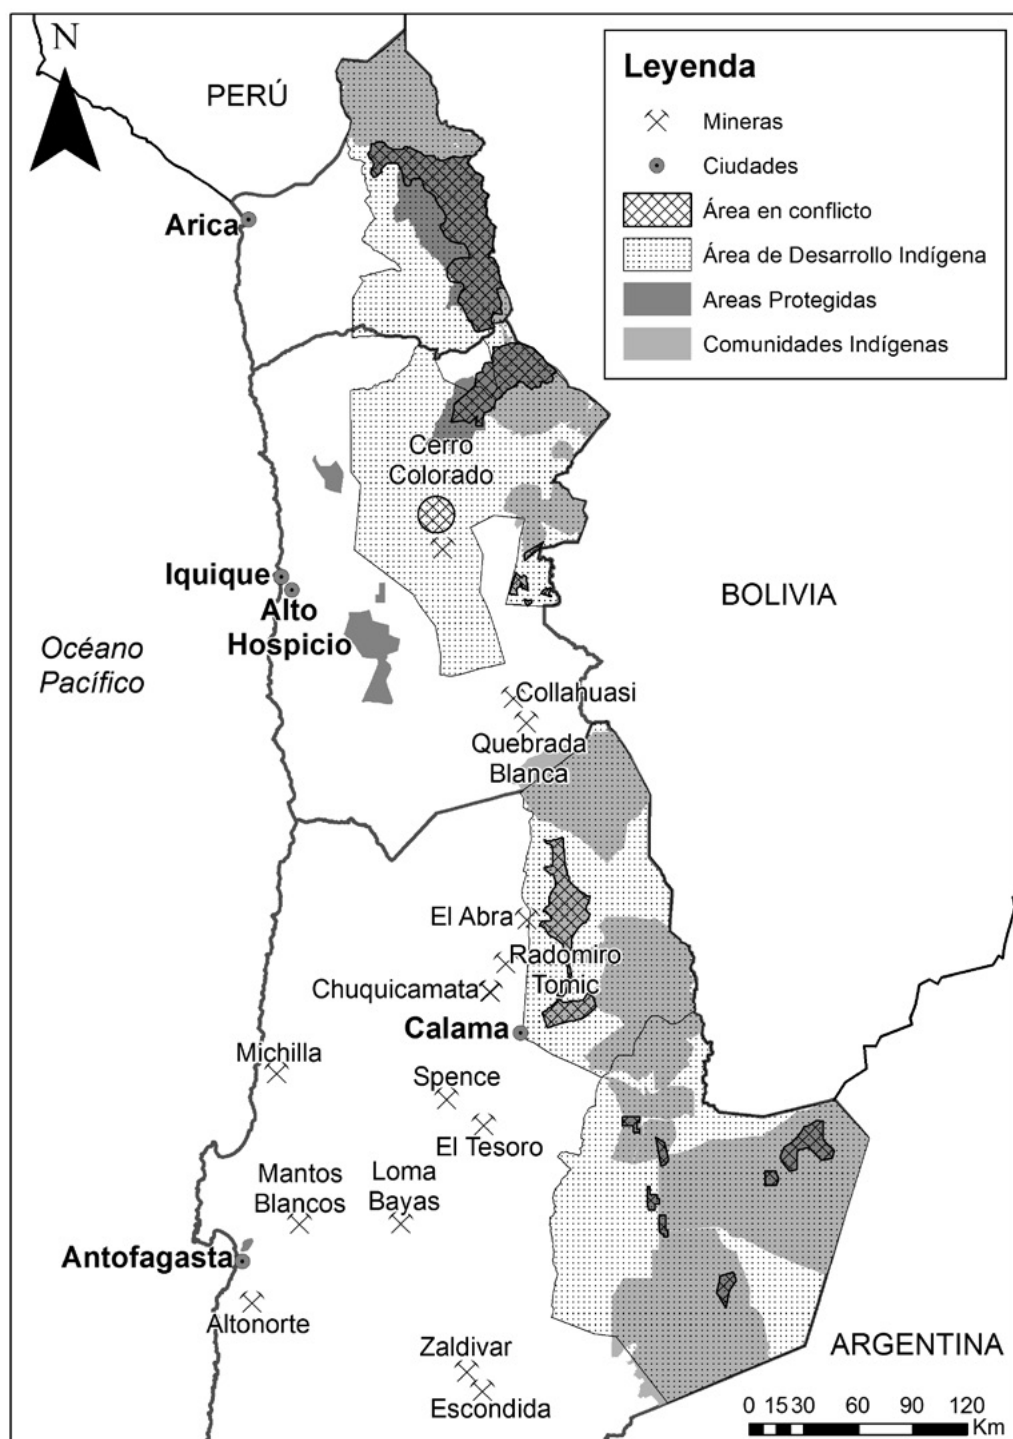 N
PERÚ
Leyenda
Mineras
Ciudades
Área en conflicto
Área de Desarrollo Indígena
Areas Protegidas
Comunidades Indígenas
Arica
Cerro
Colorado
Iquique
Alto
Hospicio
BOLIVIA
Océano
Pacífico
Collahuasi
Quebrada
Blanca
El Abra
Radomiro
Tomic
Chuquicamata
Calama
Michilla
Spence
El Tesoro
Mantos
Blancos
Loma
Bayas
Antofagasta
Altonorte
Zaldivar
Escondida
ARGENTINA
0 15 30 60 90 120
Km